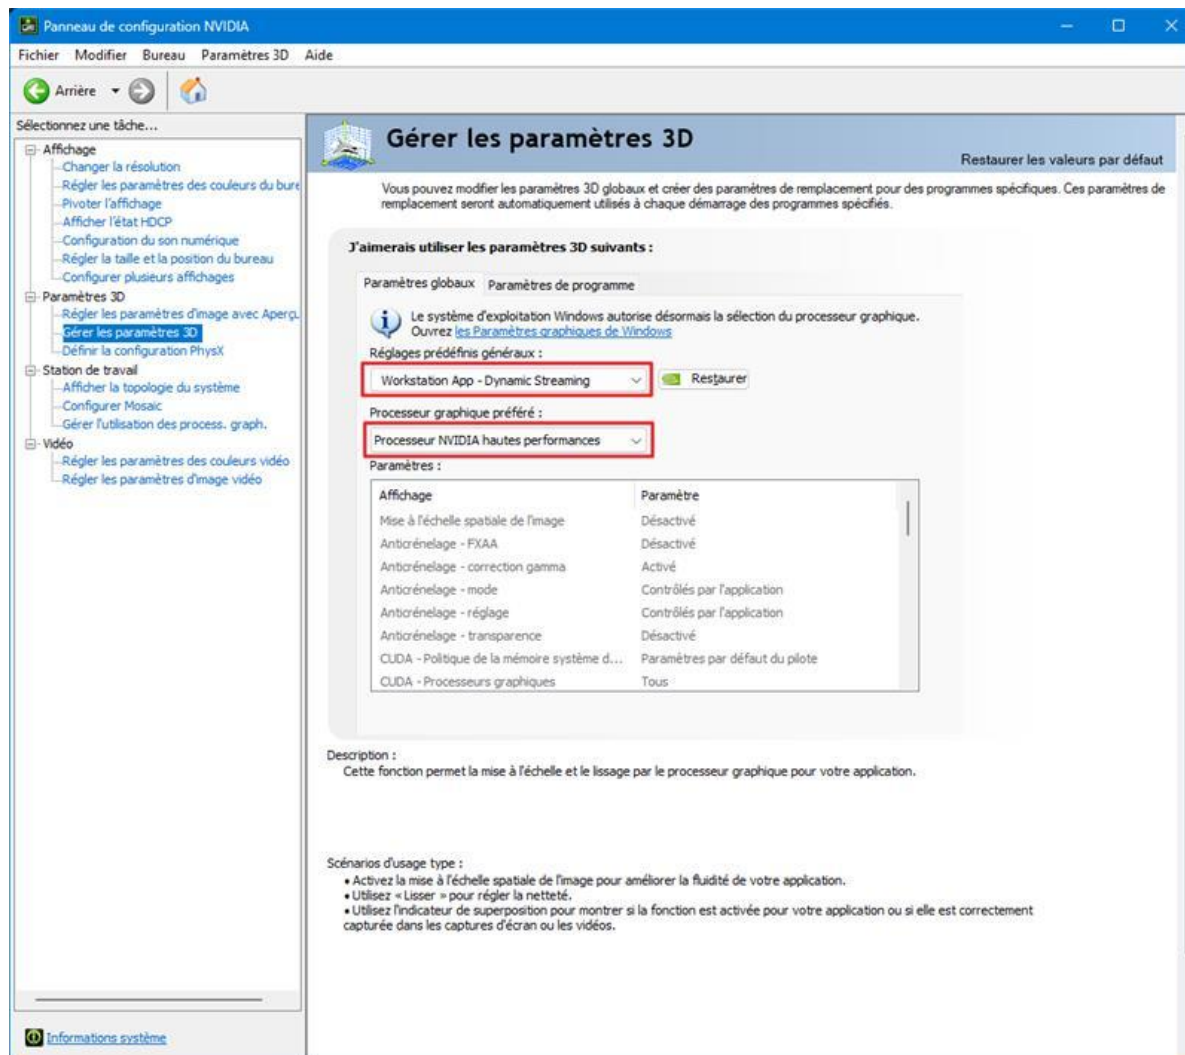 Panneau de configuration NVIDIA
Fichier Modifier Bureau Paramètres 3D Aide
Arrière
Sélectionnez une tâche...
Affichage
Changer la résolution
Régler les paramètres des couleurs du bure
Pivoter l'affichage
Afficher l'état HDCP
Configuration du son numérique
Régler la taille et la position du bureau
Configurer plusieurs affichages
Paramètres 3D
Régler les paramètres d'image avec Aperç.
Gérer les paramètres 3D
Définir la configuration PhysX
Station de travail
Afficher la topologie du système
Configurer Mosaic
Gérer l'utilisation des process. graph.
Vidéo
Régler les paramètres des couleurs vidéo
Régler les paramètres d'image vidéo
Informations système
Gérer les paramètres 3D
Restaurer les valeurs par défaut
Vous pouvez modifier les paramètres 3D globaux et créer des paramètres de remplacement pour des programmes spécifiques. Ces paramètres de
remplacement seront automatiquement utilisés à chaque démarrage des programmes spécifiés.
J'aimerais utiliser les paramètres 3D suivants :
Paramètres globaux Paramètres de programme
Le système d'exploitation Windows autorise désormais la sélection du processeur graphique.
Ouvrez les Paramètres graphiques de Windows
Réglages prédéfinis généraux :
Workstation App - Dynamic Streaming Restaurer
Processeur graphique préféré :
Processeur NVIDIA hautes performances
Paramètres :
Affichage Paramètre
Mise à l'échelle spatiale de l'image Désactivé
Anticrénelage - FXAA Désactivé
Anticrénelage - correction gamma Activé
Anticrénelage - mode Contrôlés par l'application
Anticrénelage - réglage Contrôlés par l'application
Anticrénelage - transparence Désactivé
CUDA - Politique de la mémoire système d... Paramètres par défaut du pilote
CUDA - Processeurs graphiques Tous
Description :
Cette fonction permet la mise à l'échelle et le lissage par le processeur graphique pour votre application.
Scénarios d'usage type :
• Activez la mise à l'échelle spatiale de l'image pour améliorer la fluidité de votre application.
• Utilisez « Lisser » pour régler la netteté.
• Utilisez l'indicateur de superposition pour montrer si la fonction est activée pour votre application ou si elle est correctement
capturée dans les captures d'écran ou les vidéos.